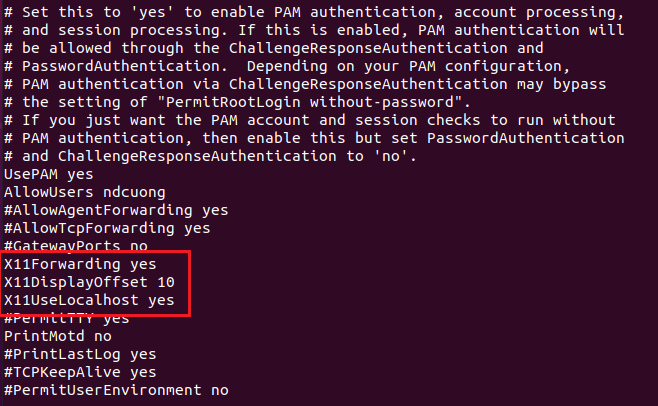 # Set this to 'yes' to enable PAM authentication, account processing,
# and session processing. If this is enabled, PAM authentication will
# be allowed through the ChallengeResponseAuthentication and
# PasswordAuthentication.  Depending on your PAM configuration,
# PAM authentication via ChallengeResponseAuthentication may bypass
# the setting of "PermitRootLogin without-password".
# If you just want the PAM account and session checks to run without
# PAM authentication, then enable this but set PasswordAuthentication
# and ChallengeResponseAuthentication to 'no'.
UsePAM yes
AllowUsers ndcuong
#AllowAgentForwarding yes
#AllowTcpForwarding yes
#GatewayPorts no
X11Forwarding yes
X11DisplayOffset 10
X11UseLocalhost yes
#PermitTTY yes
PrintMotd no
#PrintLastLog yes
#TCPKeepAlive yes
#PermitUserEnvironment no